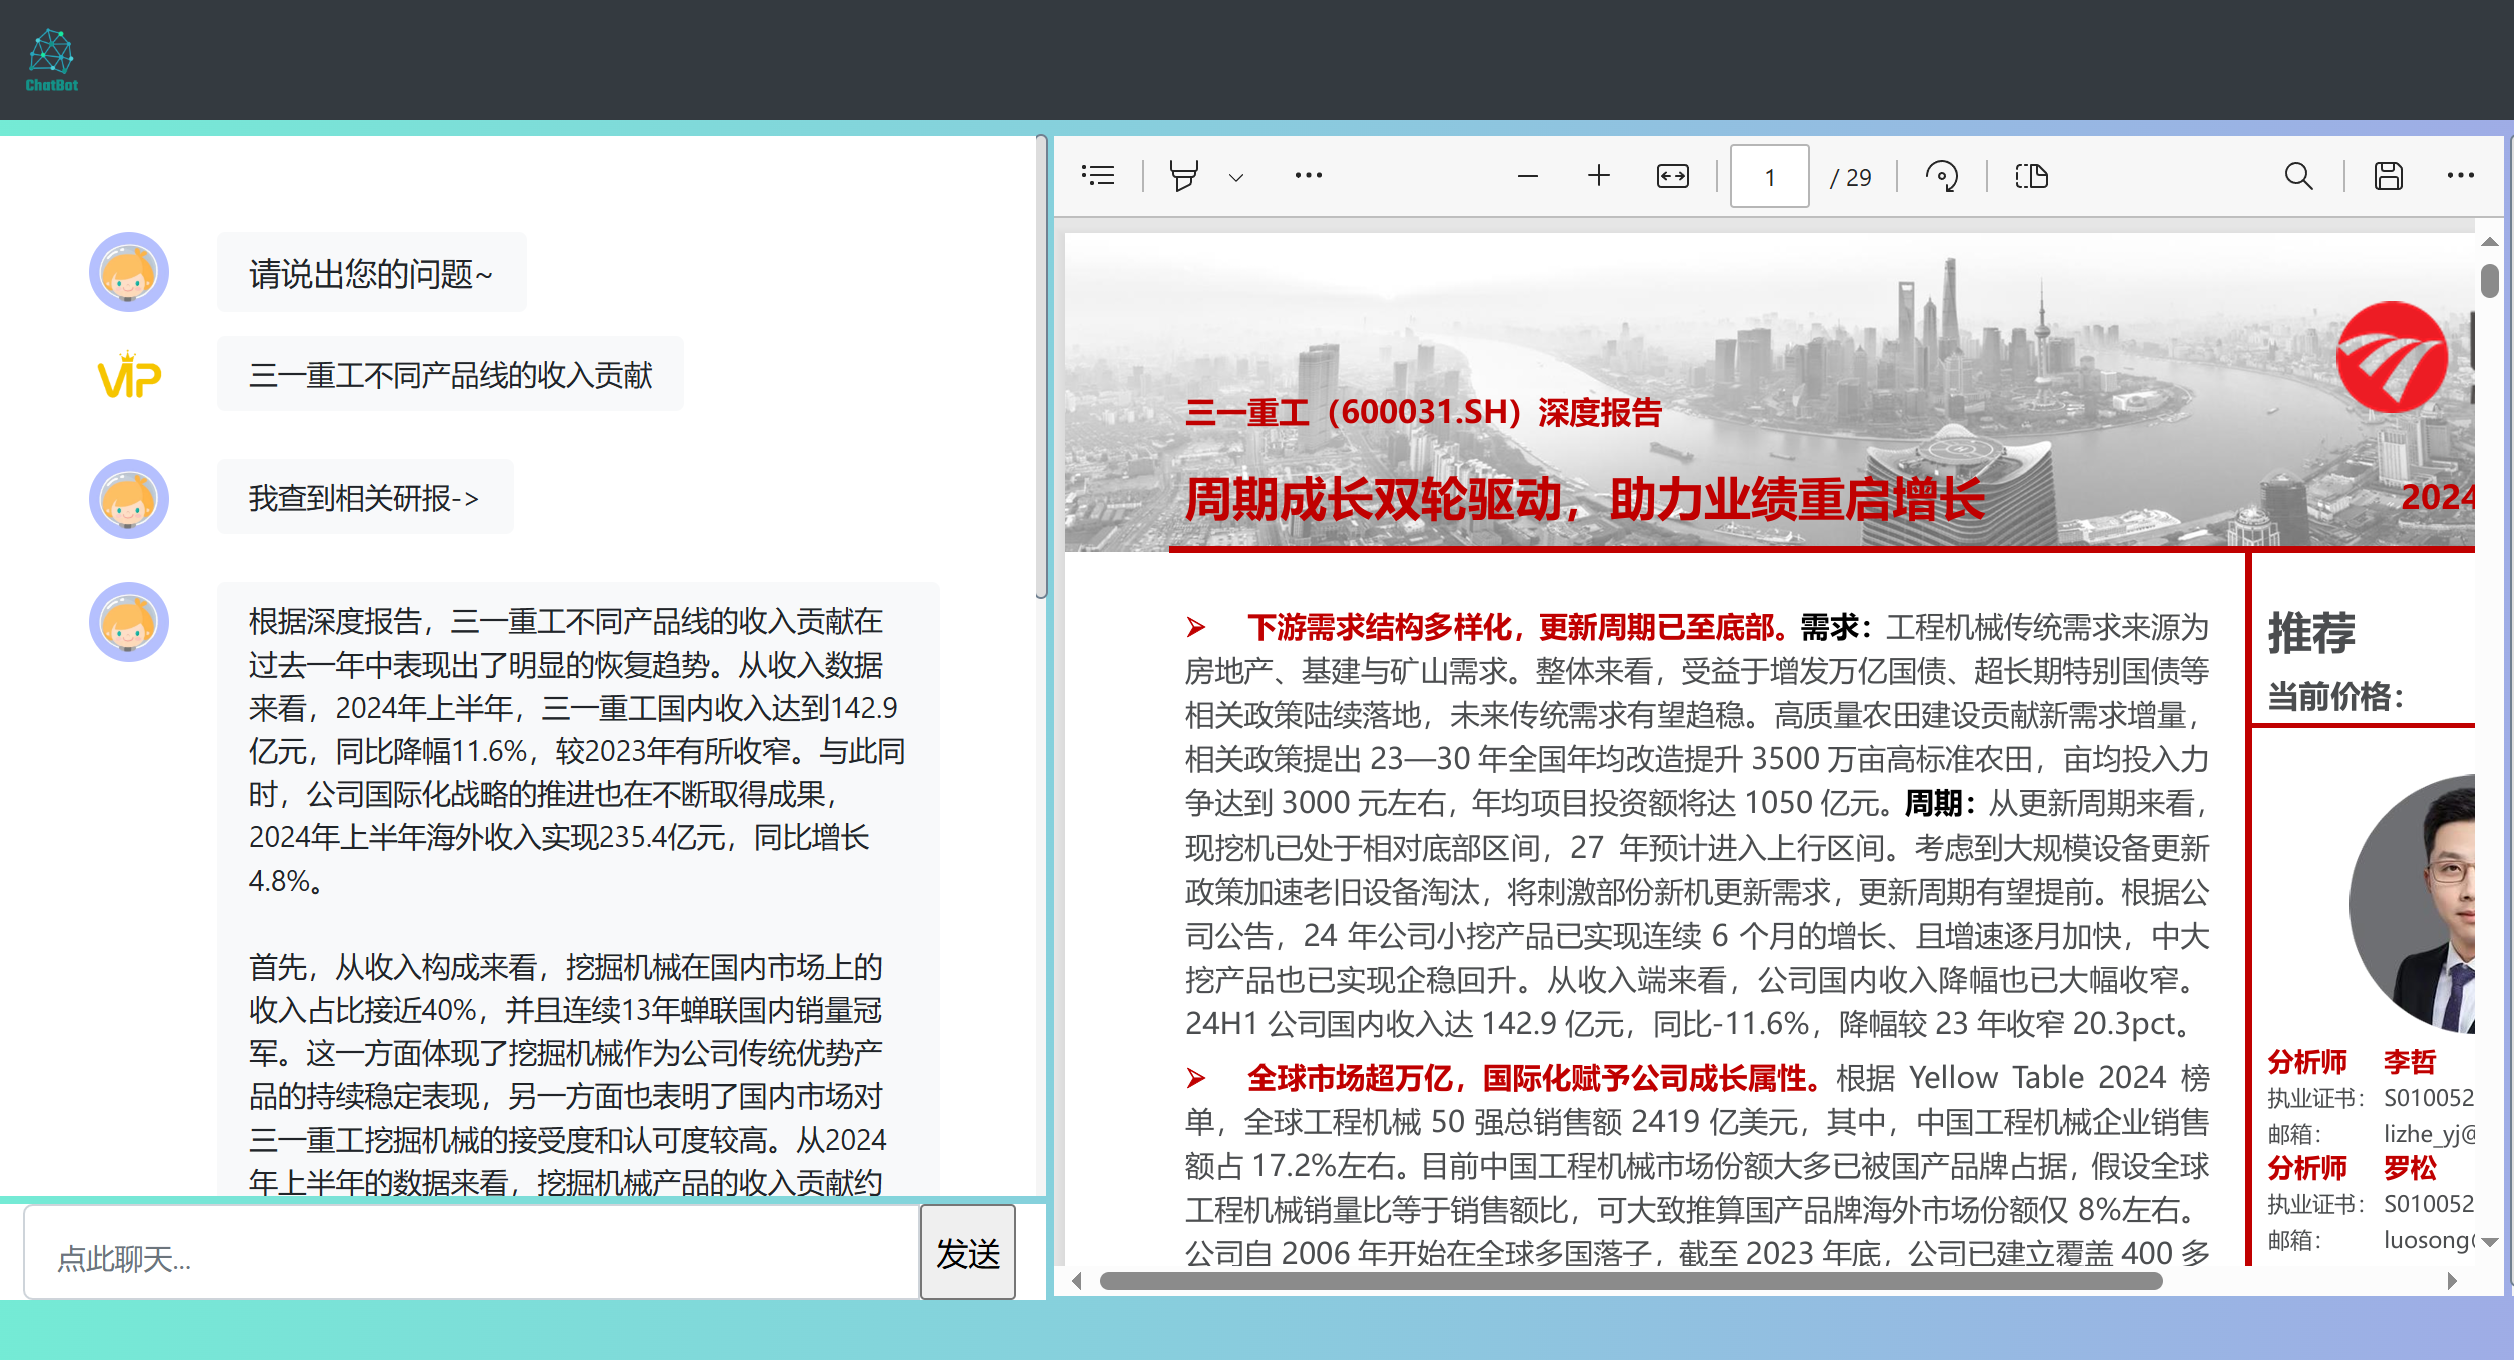 ChatBot
请说出您的问题~
VIP
三一重工不同产品线的收入贡献
我查到相关研报->
根据深度报告，三一重工不同产品线的收入贡献在
过去一年中表现出了明显的恢复趋势。从收入数据
来看，2024年上半年，三一重工国内收入达到142.9
亿元，同比降幅11.6%，较2023年有所收窄。与此同
时，公司国际化战略的推进也在不断取得成果，
2024年上半年海外收入实现235.4亿元，同比增长
4.8%。
首先，从收入构成来看，挖掘机械在国内市场上的
收入占比接近40%，并且连续13年蝉联国内销量冠
军。这一方面体现了挖掘机械作为公司传统优势产
品的持续稳定表现，另一方面也表明了国内市场对
三一重工挖掘机械的接受度和认可度较高。从2024
年上半年的数据来看，挖掘机械产品的收入贡献约
点此聊天...
发送
1 / 29
三一重工（600031.SH）深度报告
周期成长双轮驱动，助力业绩重启增长
2024
➢ 下游需求结构多样化，更新周期已至底部。需求：工程机械传统需求来源为
房地产、基建与矿山需求。整体来看，受益于增发万亿国债、超长期特别国债等
相关政策陆续落地，未来传统需求有望趋稳。高质量农田建设贡献新需求增量，
相关政策提出 23—30 年全国年均改造提升 3500 万亩高标准农田，亩均投入力
争达到 3000 元左右，年均项目投资额将达 1050 亿元。周期：从更新周期来看，
现挖机已处于相对底部区间，27 年预计进入上行区间。考虑到大规模设备更新
政策加速老旧设备淘汰，将刺激部份新机更新需求，更新周期有望提前。根据公
司公告，24 年公司小挖产品已实现连续 6 个月的增长、且增速逐月加快，中大
挖产品也已实现企稳回升。从收入端来看，公司国内收入降幅也已大幅收窄。
24H1 公司国内收入达 142.9 亿元，同比-11.6%，降幅较 23 年收窄 20.3pct。
➢ 全球市场超万亿，国际化赋予公司成长属性。根据 Yellow Table 2024 榜
单，全球工程机械 50 强总销售额 2419 亿美元，其中，中国工程机械企业销售
额占 17.2%左右。目前中国工程机械市场份额大多已被国产品牌占据，假设全球
工程机械销量比等于销售额比，可大致推算国产品牌海外市场份额仅 8%左右。
公司自 2006 年开始在全球多国落子，截至 2023 年底，公司已建立覆盖 400 多
推荐
当前价格：
分析师 李哲
执业证书： S010052
邮箱： lizhe_yj@
分析师 罗松
执业证书： S010052
邮箱： luosong